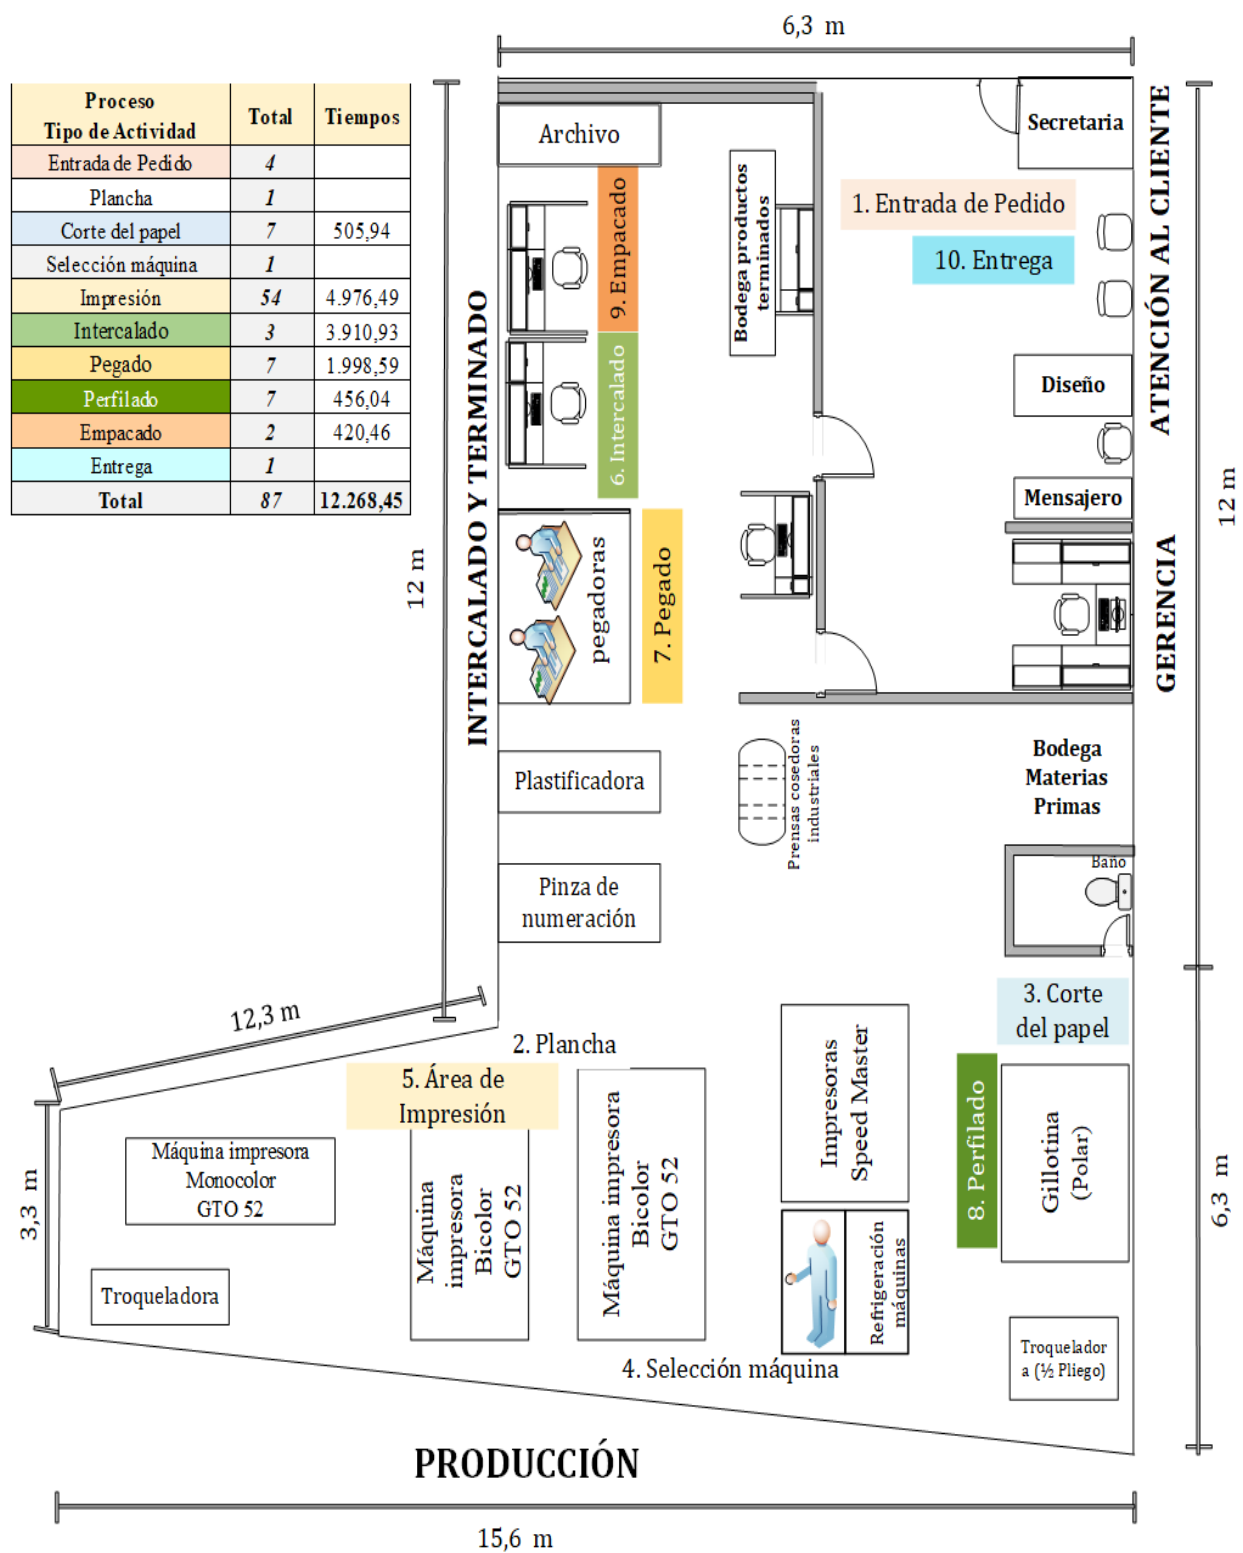 6,3 m
Proceso
Tipo de Actividad Total Tiempos
Entrada de Pedido 4
Plancha 1
Corte del papel 7 505,94
Selección máquina 1
Impresión 54 4.976,49
Intercalado 3 3.910,93
Pegado 7 1.998,59
Perfilado 7 456,04
Empacado 2 420,46
Entrega 1
Total 87 12.268,45
12 m
INTERCALADO Y TERMINADO
Archivo
9. Empacado
6. Intercalado
Bodega productos
terminados
1. Entrada de Pedido
10. Entrega
Secretaria
Diseño
Mensajero
ATENCIÓN AL CLIENTE
GERENCIA
12 m
pegadoras
7. Pegado
Plastificadora
Prensas cosedoras
industriales
Bodega
Materias
Primas
Baño
Pinza de
numeración
12,3 m
3,3 m
2. Plancha
5. Área de
Impresión
Máquina impresora
Monocolor
GTO 52
Troqueladora
Máquina
impresora
Bicolor
GTO 52
Máquina impresora
Bicolor
GTO 52
Impresoras
Speed Master
Refrigeración
máquinas
3. Corte
del papel
8. Perfilado
Gillotina
(Polar)
6,3 m
4. Selección máquina
Troquelador
a (½ Pliego)
PRODUCCIÓN
15,6 m